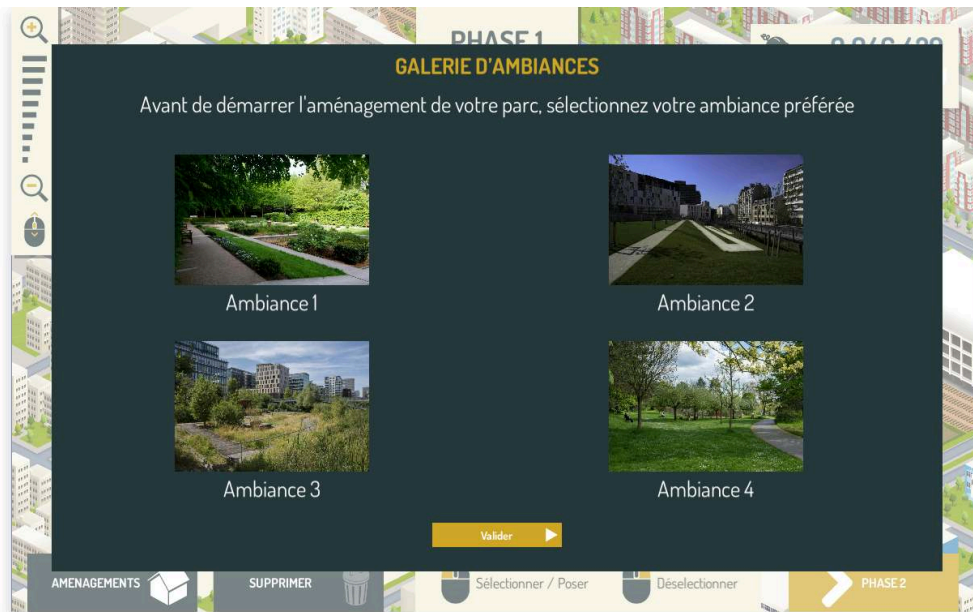 PHASE 1
GALERIE D'AMBIANCES
Avant de démarrer l'aménagement de votre parc, sélectionnez votre ambiance préférée
Ambiance 1
Ambiance 2
Ambiance 3
Ambiance 4
Valider
AMENAGEMENTS
SUPPRIMER
Sélectionner / Poser
Déselectionner
PHASE 2